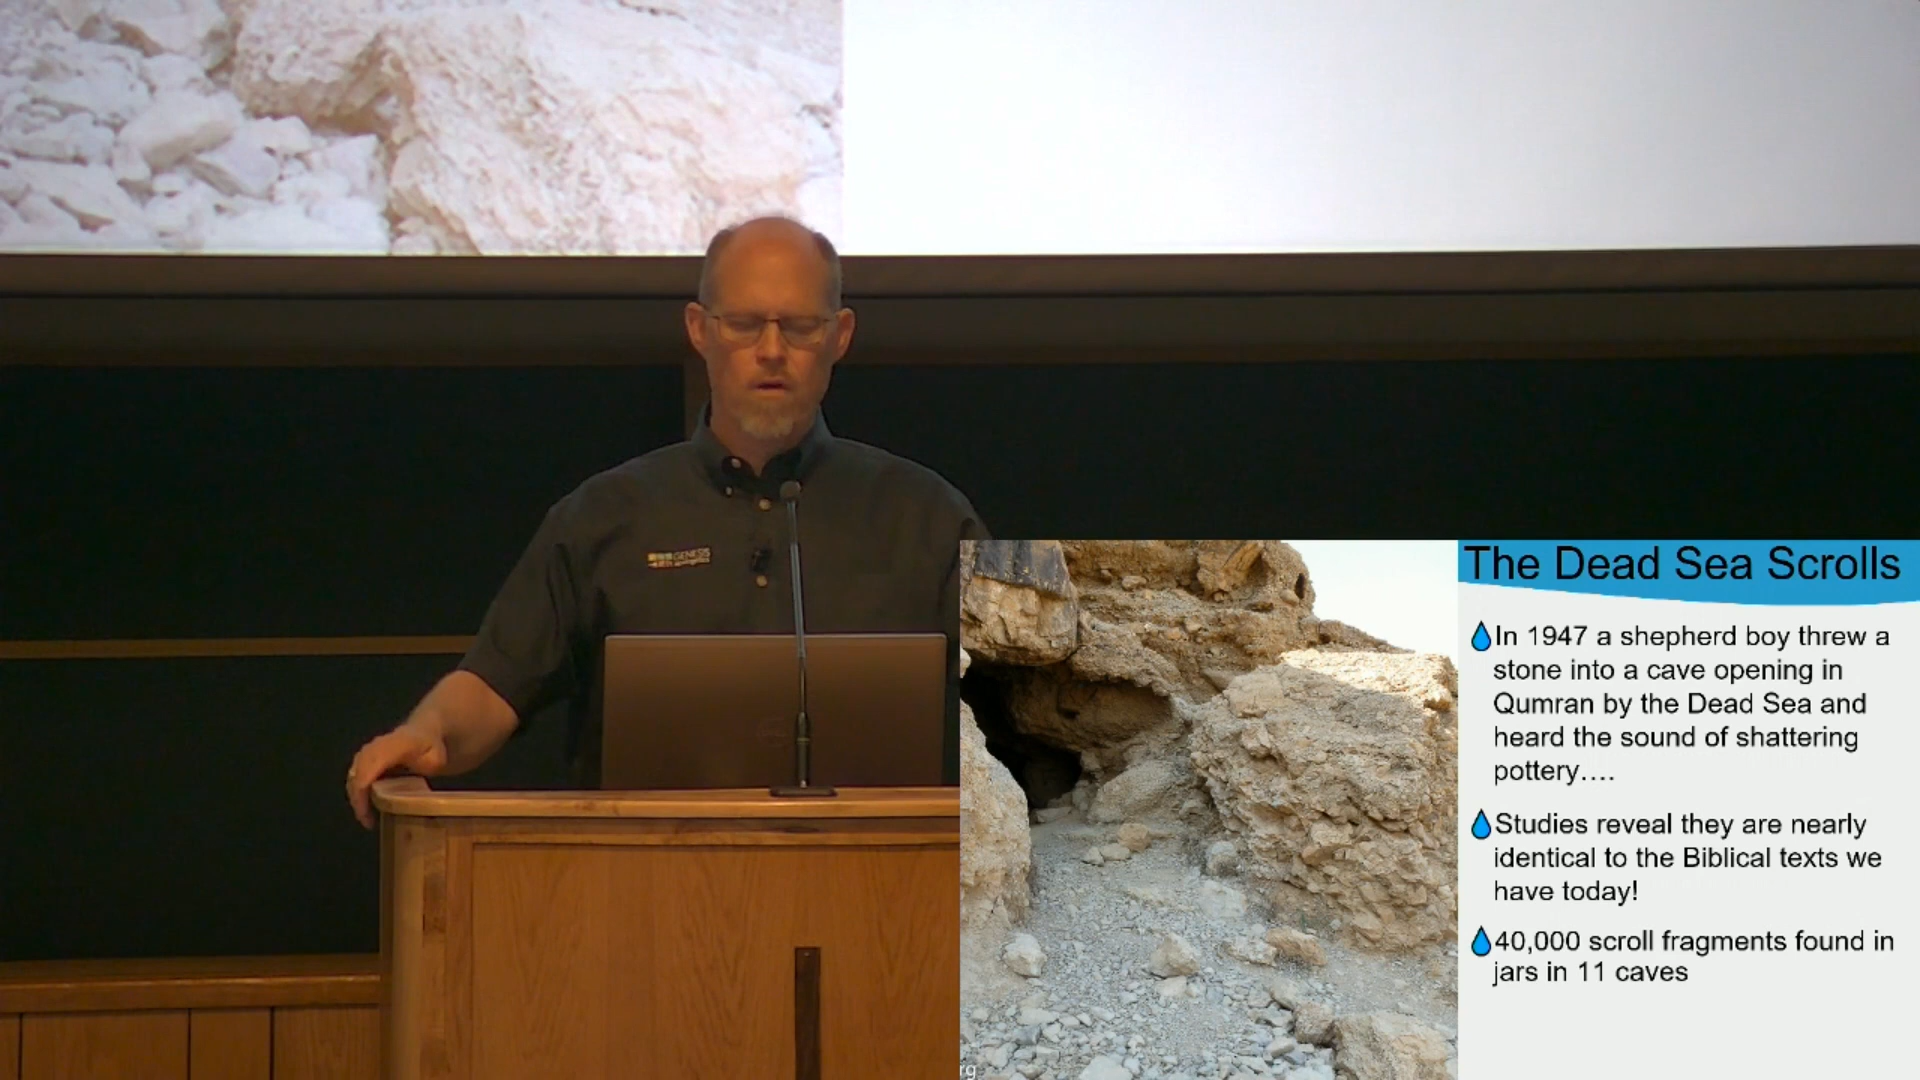 GENESIS
The Dead Sea Scrolls
In 1947 a shepherd boy threw a
stone into a cave opening in
Qumran by the Dead Sea and
heard the sound of shattering
pottery....
Studies reveal they are nearly
identical to the Biblical texts we
have today!
40,000 scroll fragments found in
jars in 11 caves
rg